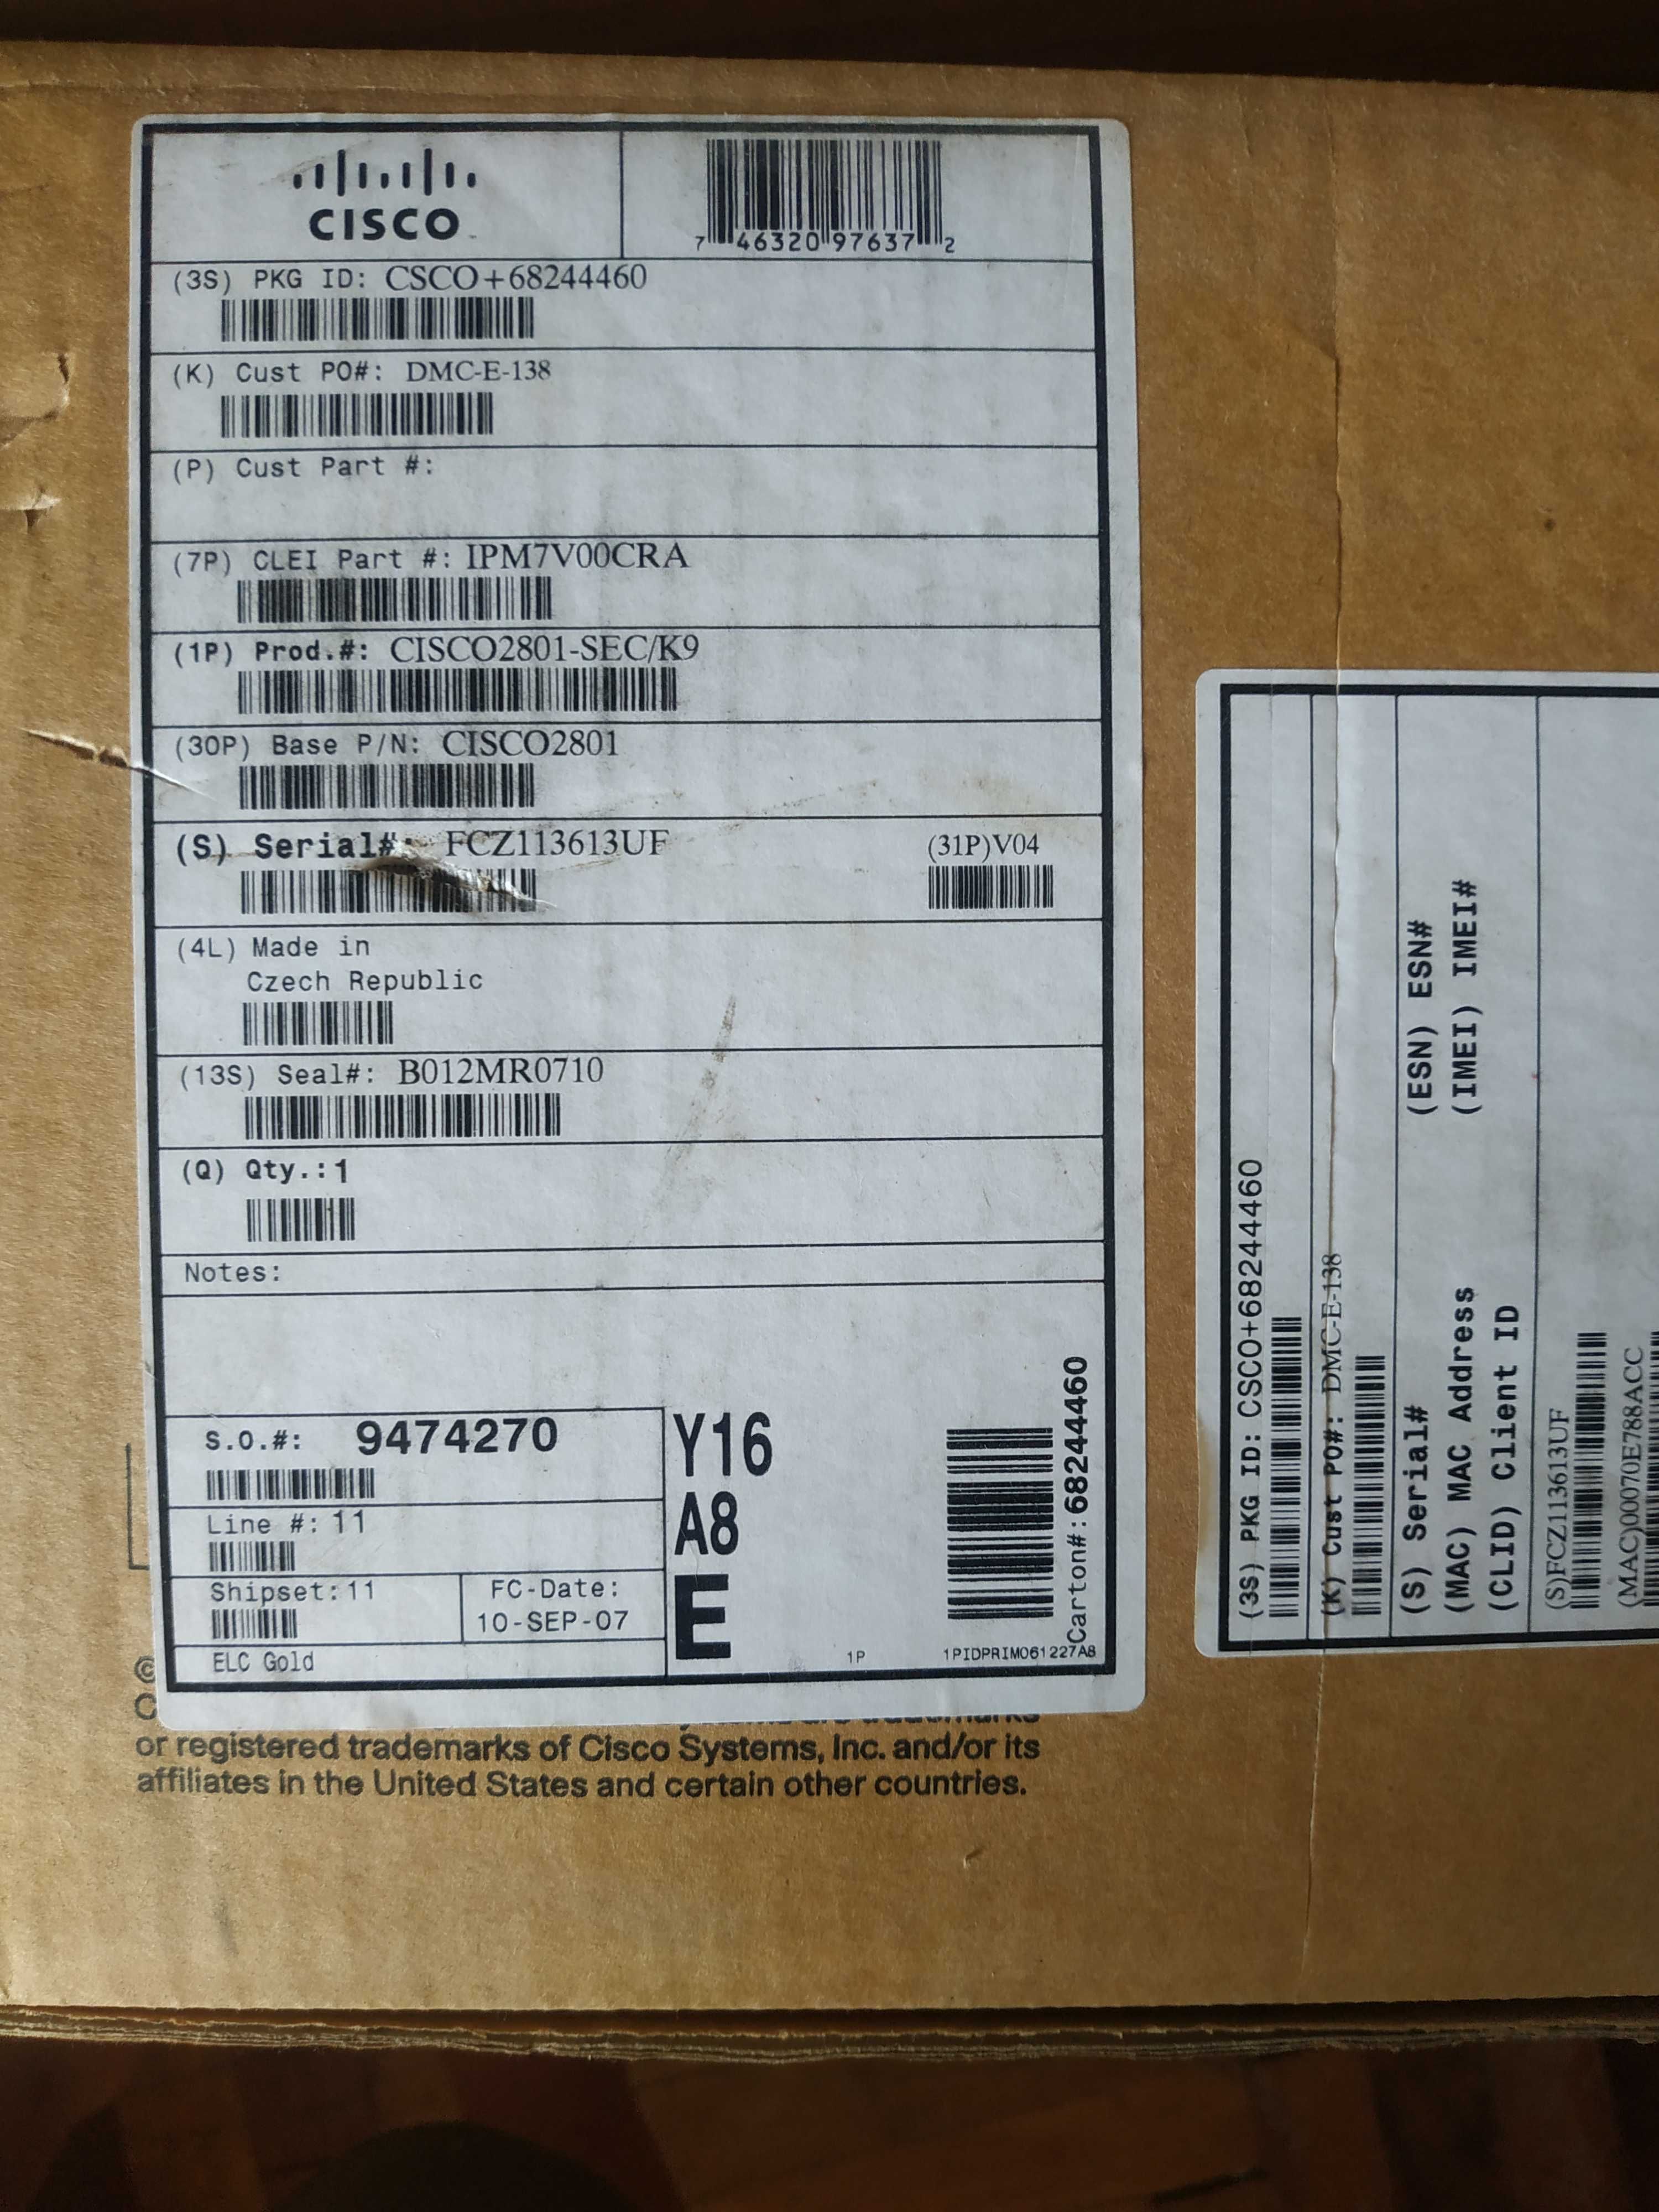 CISCO
7 46320 97637 2
(3S) PKG ID: CSCO+68244460
(K) Cust PO#: DMC-E-138
(P) Cust Part #:
(7P) CLEI Part #: IPM7V00CRA
(1P) Prod.#: CISCO2801-SEC/K9
(30P) Base P/N: CISCO2801
(S) Serial#: FCZ113613UF (31P)V04
(4L) Made in
Czech Republic
(13S) Seal#: B012MR0710
(Q) Qty.:1
Notes:
S.O.#: 9474270
Line #: 11
Shipset:11
FC-Date:
10-SEP-07
ELC Gold
Y16
A8
E
1P
1PIDPRIM061227A8
Carton#:68244460
©
C
trademarks
or registered trademarks of Cisco Systems, Inc. and/or its
affiliates in the United States and certain other countries.
(3S) PKG ID: CSCO+68244460
(K) Cust PO#: DMC-E-138
(S) Serial# (ESN) ESN#
(MAC) MAC Address (IMEI) IMEI#
(CLID) Client ID
(S)FCZ113613UF
(MAC)00070E788ACC